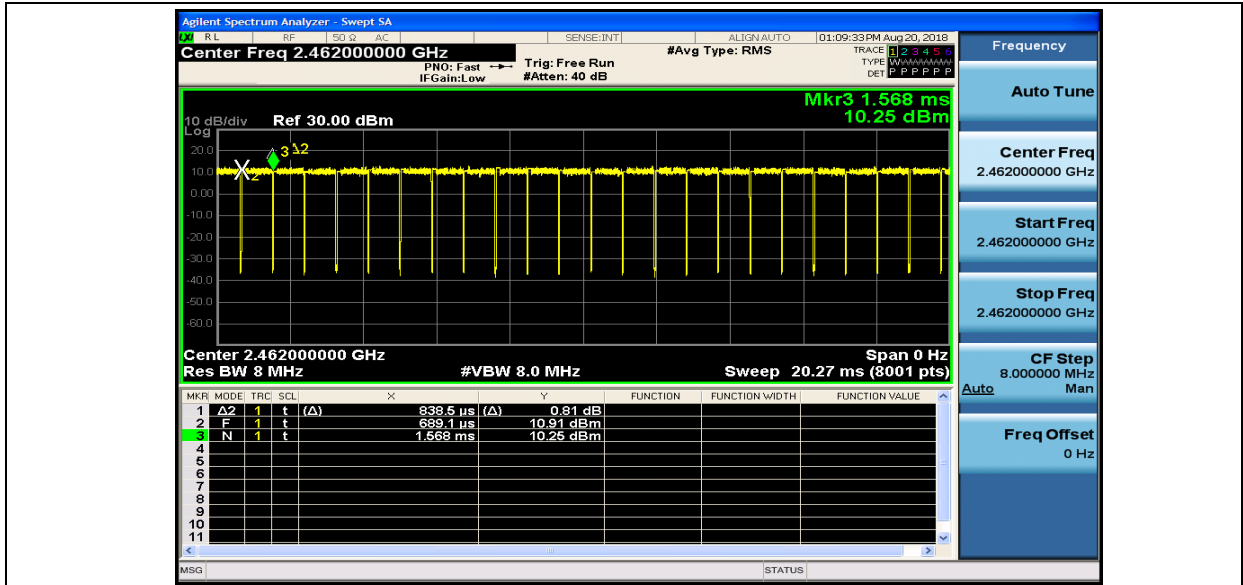 Agilent Spectrum Analyzer - Swept SA
LXI RL RF 50 Ω AC SENSE:INT ALIGN AUTO 01:09:33 PM Aug 20, 2018
Center Freq 2.462000000 GHz
PNO: Fast
IFGain:Low
Trig: Free Run
#Atten: 40 dB
#Avg Type: RMS
TRACE 1 2 3 4 5 6
TYPE WWWWWW
DET P P P P P P
Mkr3 1.568 ms
10.25 dBm
10 dB/div
Log
Ref 30.00 dBm
20.0
10.0
0.00
-10.0
-20.0
-30.0
-40.0
-50.0
-60.0
2
3 Δ2
Center 2.462000000 GHz Span 0 Hz
Res BW 8 MHz #VBW 8.0 MHz Sweep 20.27 ms (8001 pts)
MKR MODE TRC SCL X Y FUNCTION FUNCTION WIDTH FUNCTION VALUE
1 Δ2 1 t (Δ) 838.5 µs (Δ) 0.81 dB
2 F 1 t 689.1 µs 10.91 dBm
3 N 1 t 1.568 ms 10.25 dBm
4
5
6
7
8
9
10
11
MSG STATUS
Frequency
Auto Tune
Center Freq
2.462000000 GHz
Start Freq
2.462000000 GHz
Stop Freq
2.462000000 GHz
CF Step
8.000000 MHz
Auto Man
Freq Offset
0 Hz